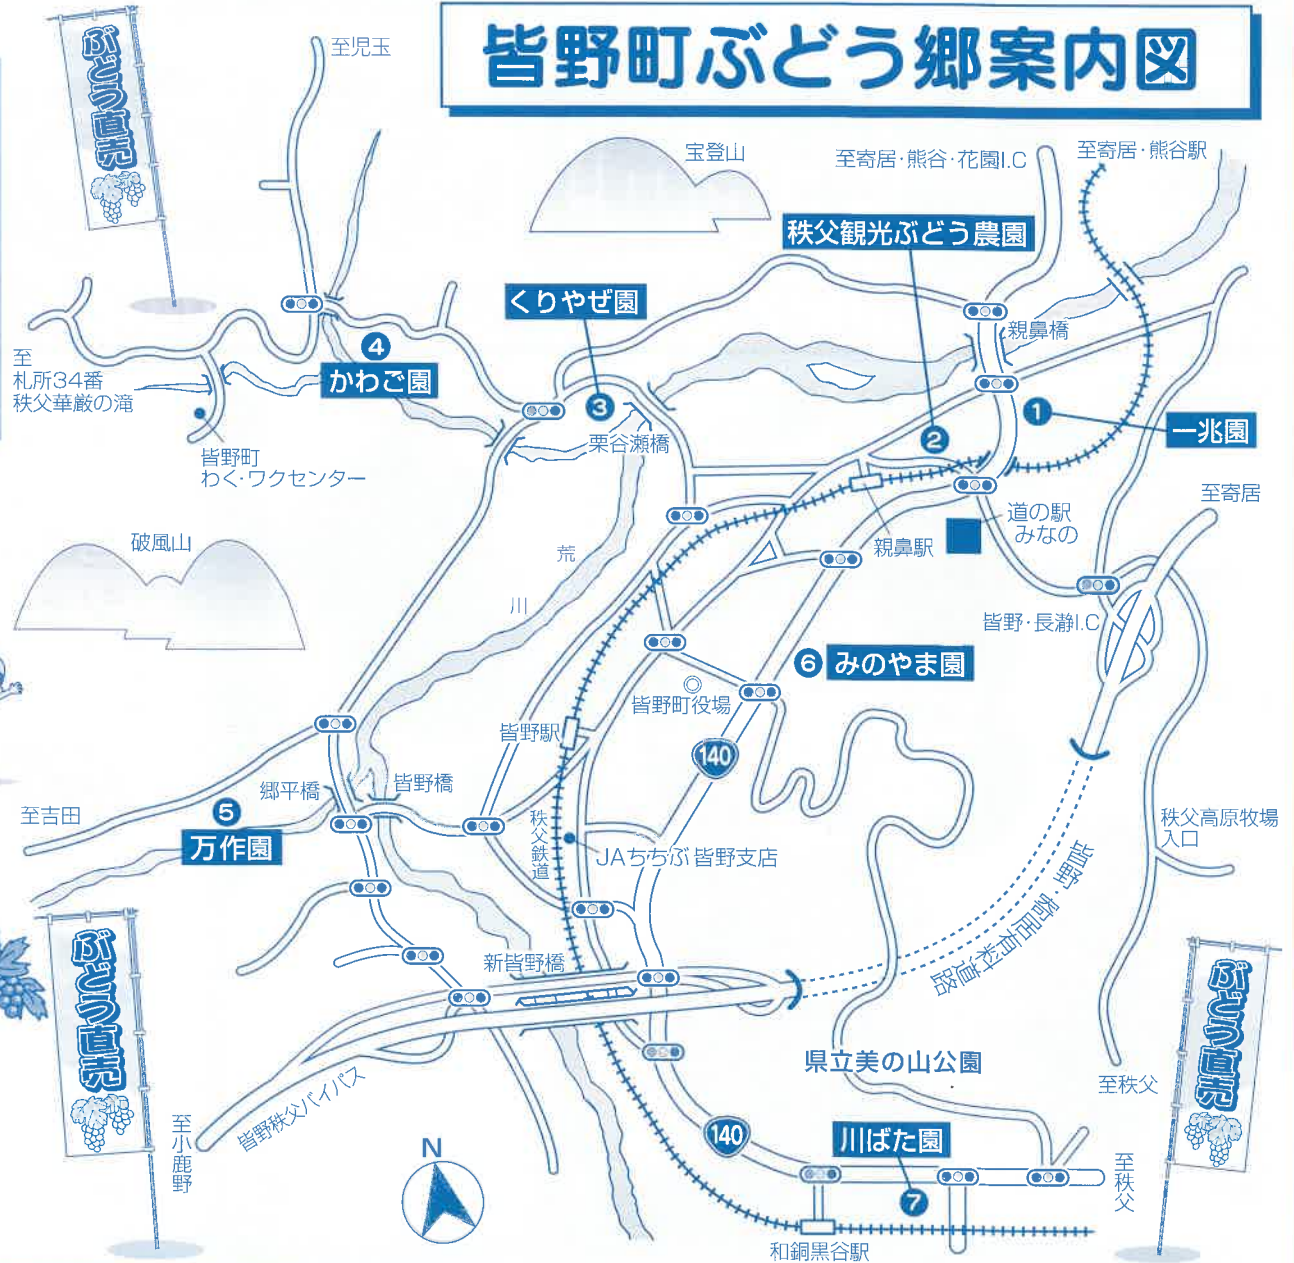 皆野町ぶどう郷案内図
ぶどう直売
至児玉
宝登山
至寄居・熊谷・花園I.C
至寄居・熊谷駅
秩父観光ぶどう農園
くりやぜ園
親鼻橋
④
かわご園
③
②
①
一兆園
至
札所34番
秩父華厳の滝
栗谷瀬橋
皆野町
わく・ワクセンター
至寄居
道の駅
みなの
親鼻駅
破風山
荒
川
皆野・長瀞I.C
⑥
みのやま園
皆野町役場
皆野駅
140
郷平橋
皆野橋
至吉田
⑤
万作園
秩父鉄道
JAちちぶ皆野支店
秩父高原牧場
入口
皆野・寄居有料道路
ぶどう直売
新皆野橋
ぶどう直売
県立美の山公園
至秩父
皆野秩父バイパス
至小鹿野
N
140
川ばた園
⑦
至秩父
和銅黒谷駅